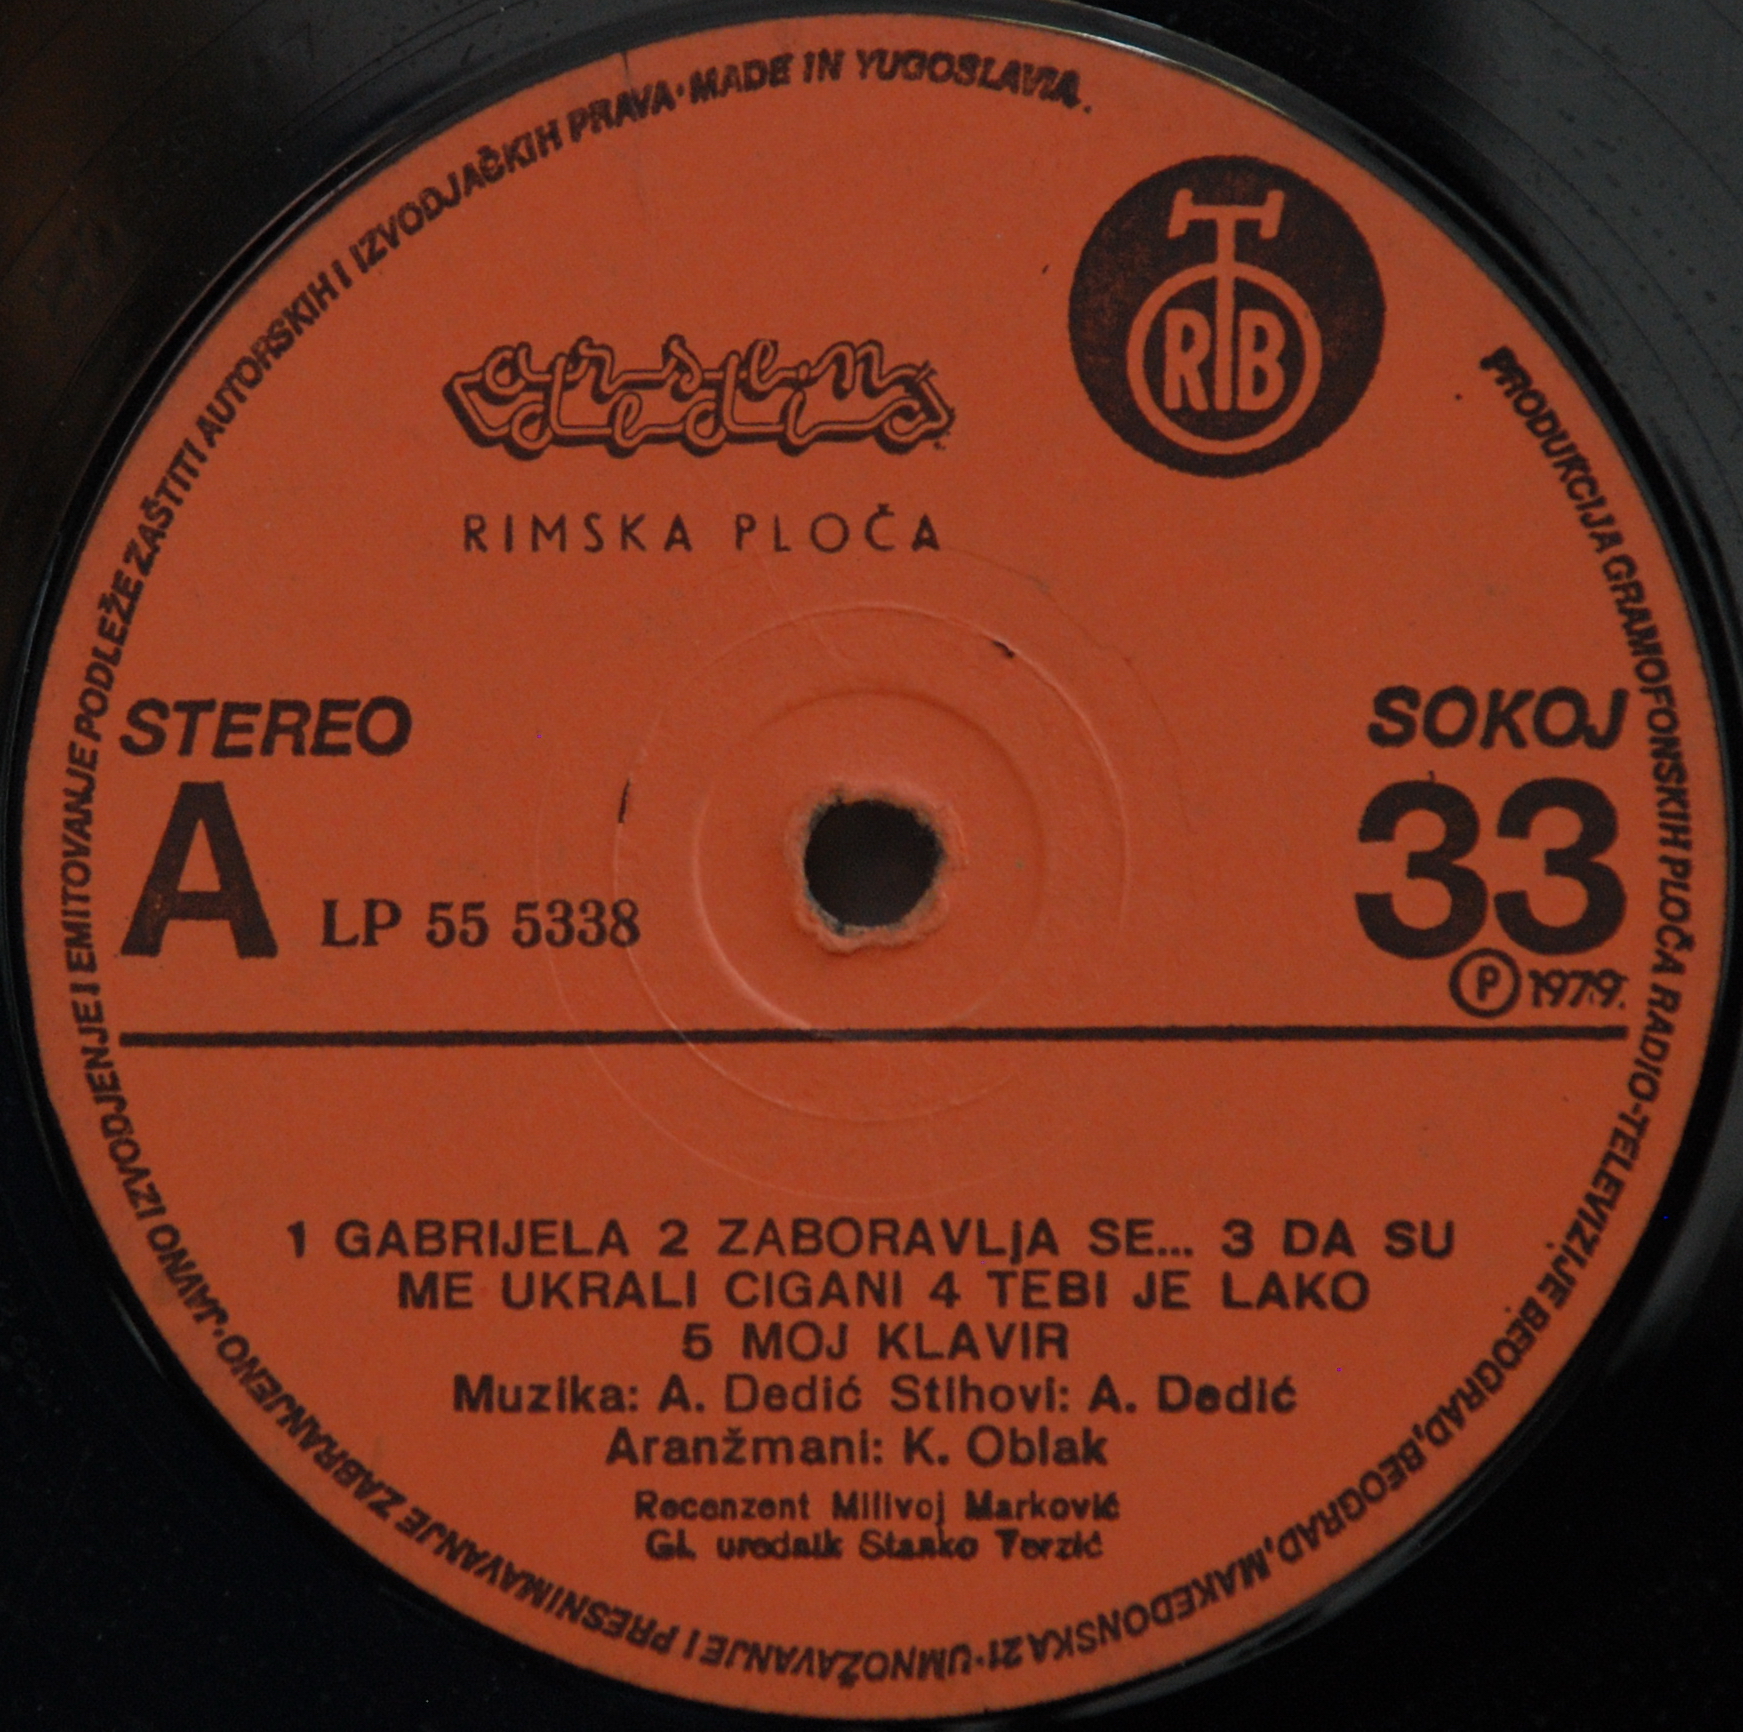 PRODUKCIJA GRAMOFONSKIH PLOČA RADIO-TELEVIZIJE BEOGRAD, BEOGRAD, MAKEDONSKA 21·UMNOŽAVANJE I PRESNIMAVANJE ZABRANJENO·JAVNO IZVODJENJE I EMITOVANJE PODLEŽE ZAŠTITI AUTORSKIH I IZVODJAČKIH PRAVA·MADE IN YUGOSLAVIA.
RTB
arsen
dedić
RIMSKA PLOČA
STEREO
SOKOJ
A
LP 55 5338
33
Ⓟ 1979.
1 GABRIJELA 2 ZABORAVLjA SE... 3 DA SU
ME UKRALI CIGANI 4 TEBI JE LAKO
5 MOJ KLAVIR
Muzika: A. Dedić Stihovi: A. Dedić
Aranžmani: K. Oblak
Recenzent Milivoj Marković
Gl. urednik Stanko Terzić